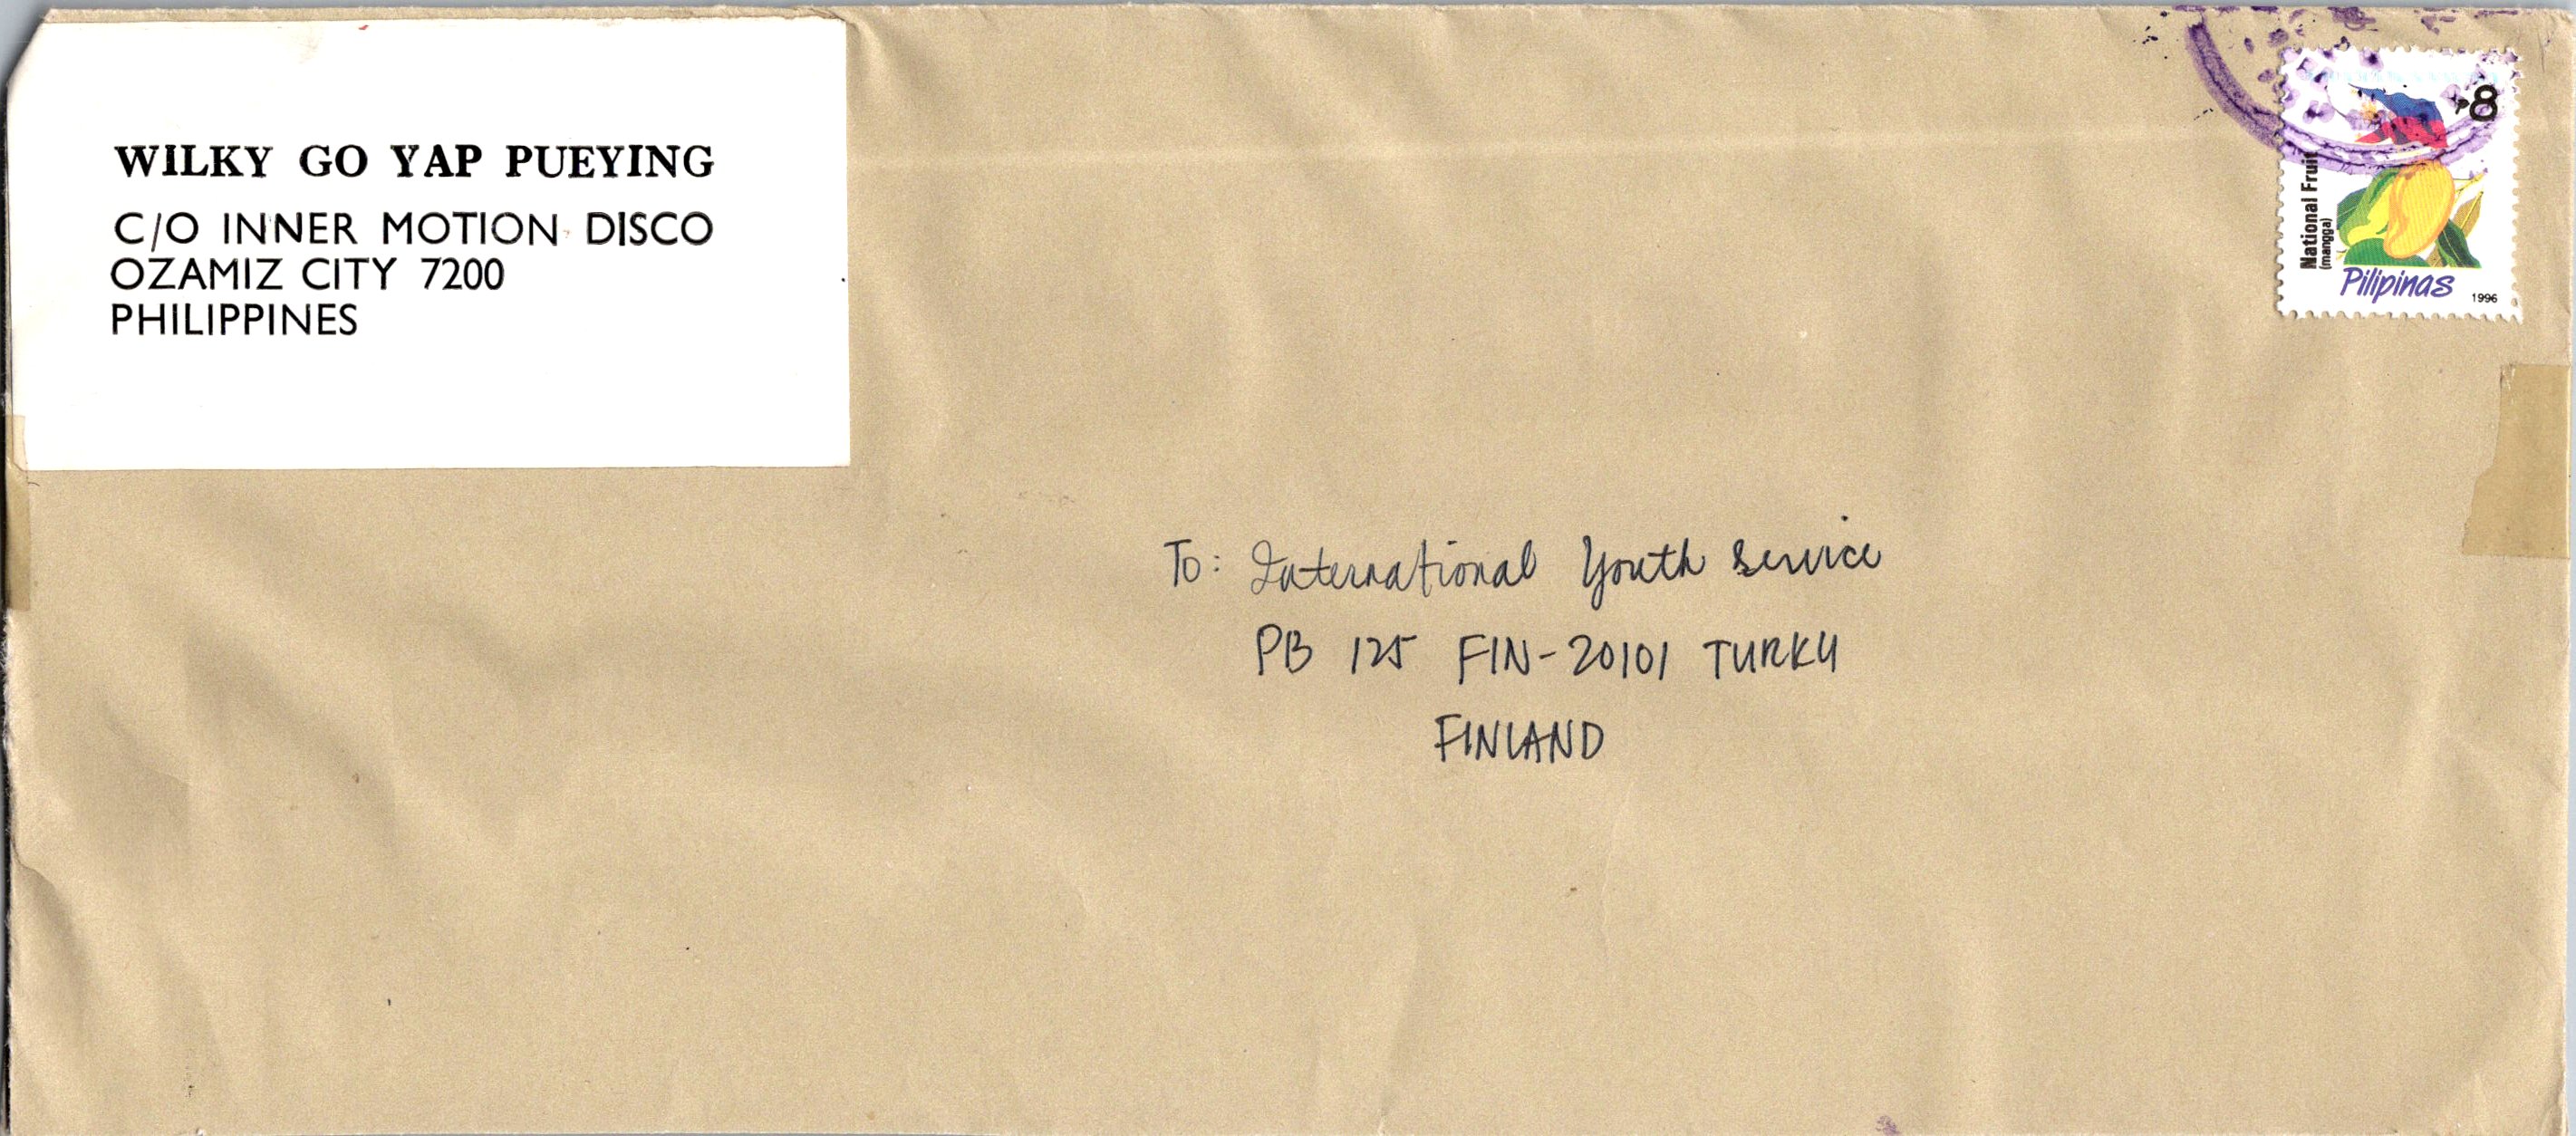 WILKY GO YAP PUEYING
C/O INNER MOTION DISCO
OZAMIZ CITY 7200
PHILIPPINES
P8
National Fruit
(mangga)
Pilipinas
1996
To: International Youth Service
PB 125 FIN-20101 TURKU
FINLAND